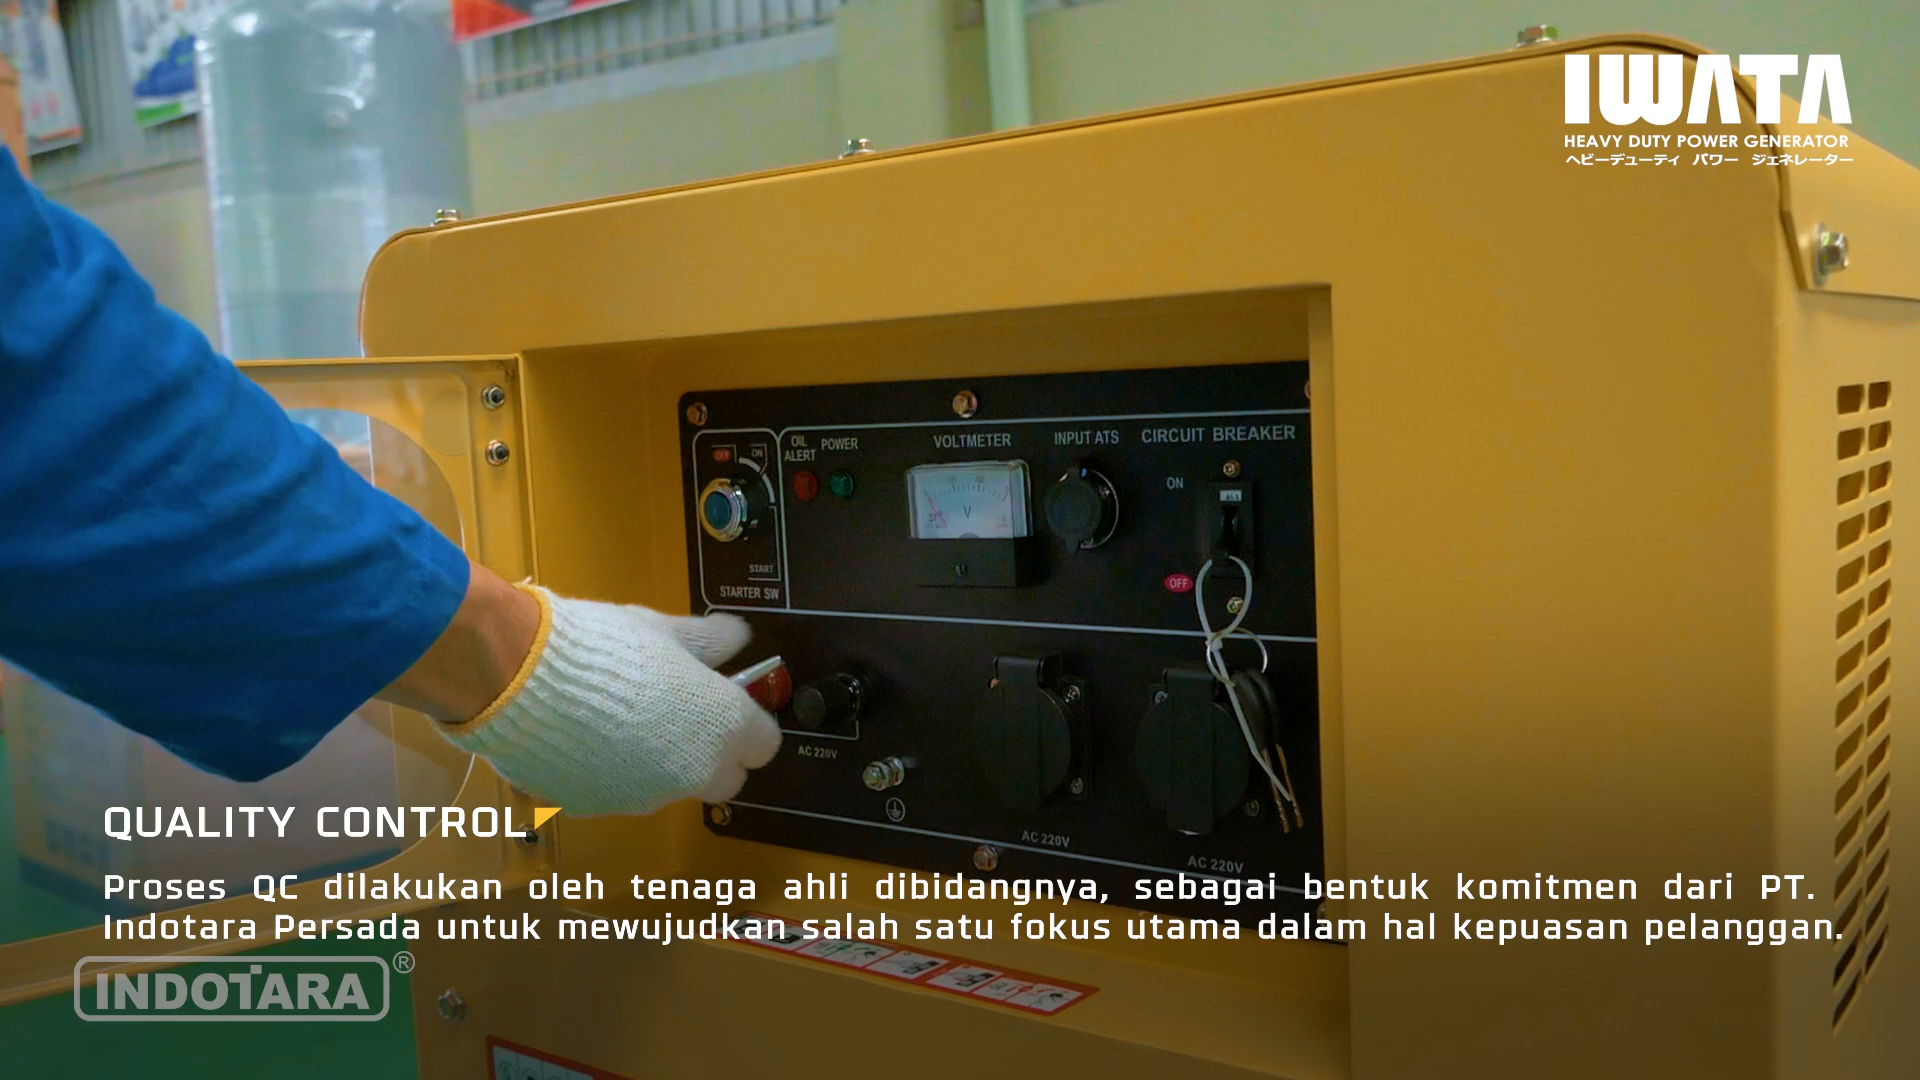 IWATA
HEAVY DUTY POWER GENERATOR
ヘビーデューティ パワー ジェネレーター
OFF
ON
START
STARTER SW
OIL
ALERT
POWER
VOLTMETER
V
INPUT ATS
CIRCUIT BREAKER
ON
OFF
AC 220V
AC 220V
AC 220V
QUALITY CONTROL
Proses QC dilakukan oleh tenaga ahli dibidangnya, sebagai bentuk komitmen dari PT.
Indotara Persada untuk mewujudkan salah satu fokus utama dalam hal kepuasan pelanggan.
INDOTARA®